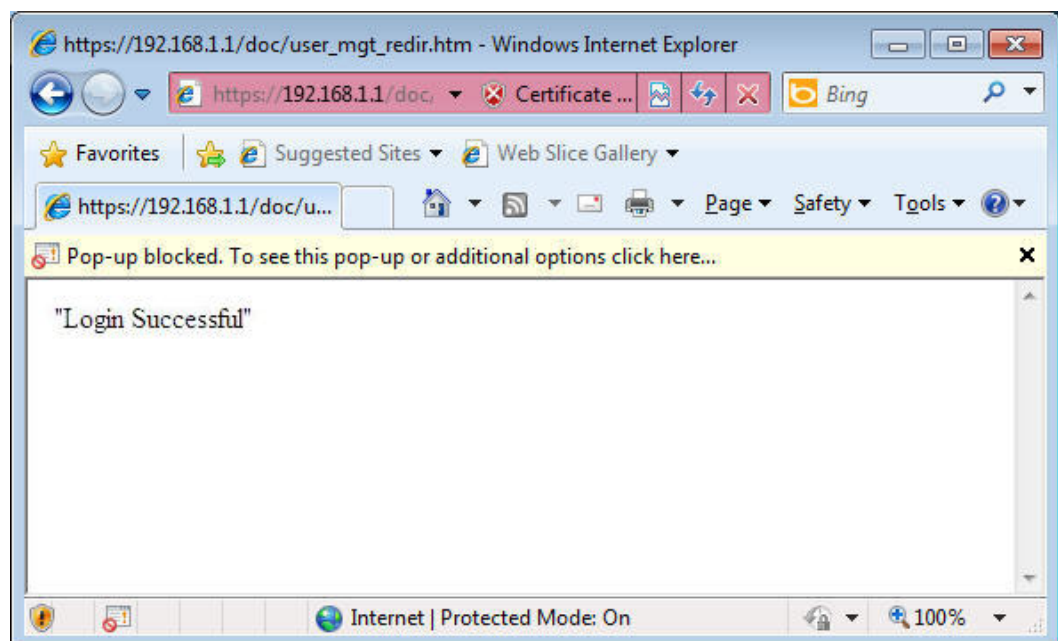 https://192.168.1.1/doc/user_mgt_redir.htm - Windows Internet Explorer
https://192.168.1.1/doc, Certificate ... Bing
Favorites Suggested Sites Web Slice Gallery
https://192.168.1.1/doc/u... Page Safety Tools
Pop-up blocked. To see this pop-up or additional options click here...
"Login Successful"
Internet | Protected Mode: On 100%